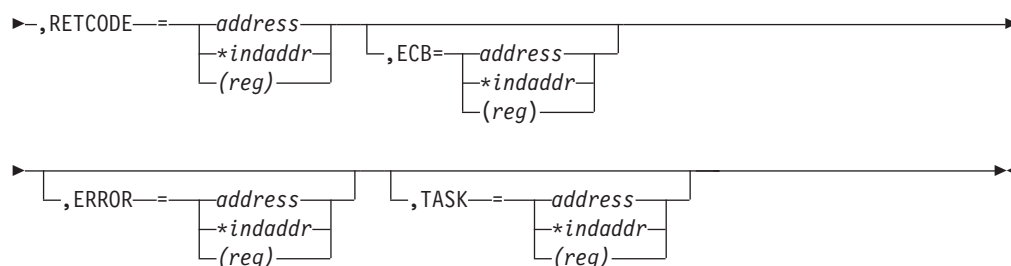 ,RETCODE = address ,ECB= address
*indaddr *indaddr
(reg) (reg)
,ERROR = address ,TASK = address
*indaddr *indaddr
(reg) (reg)